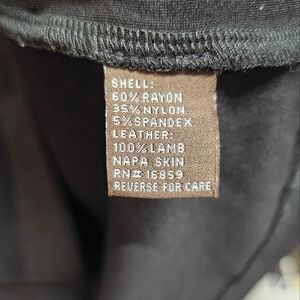 SHELL:
60% RAYON
35% NYLON
5% SPANDEX
LEATHER:
100% LAMB
NAPA SKIN
RN# 16859
REVERSE FOR CARE